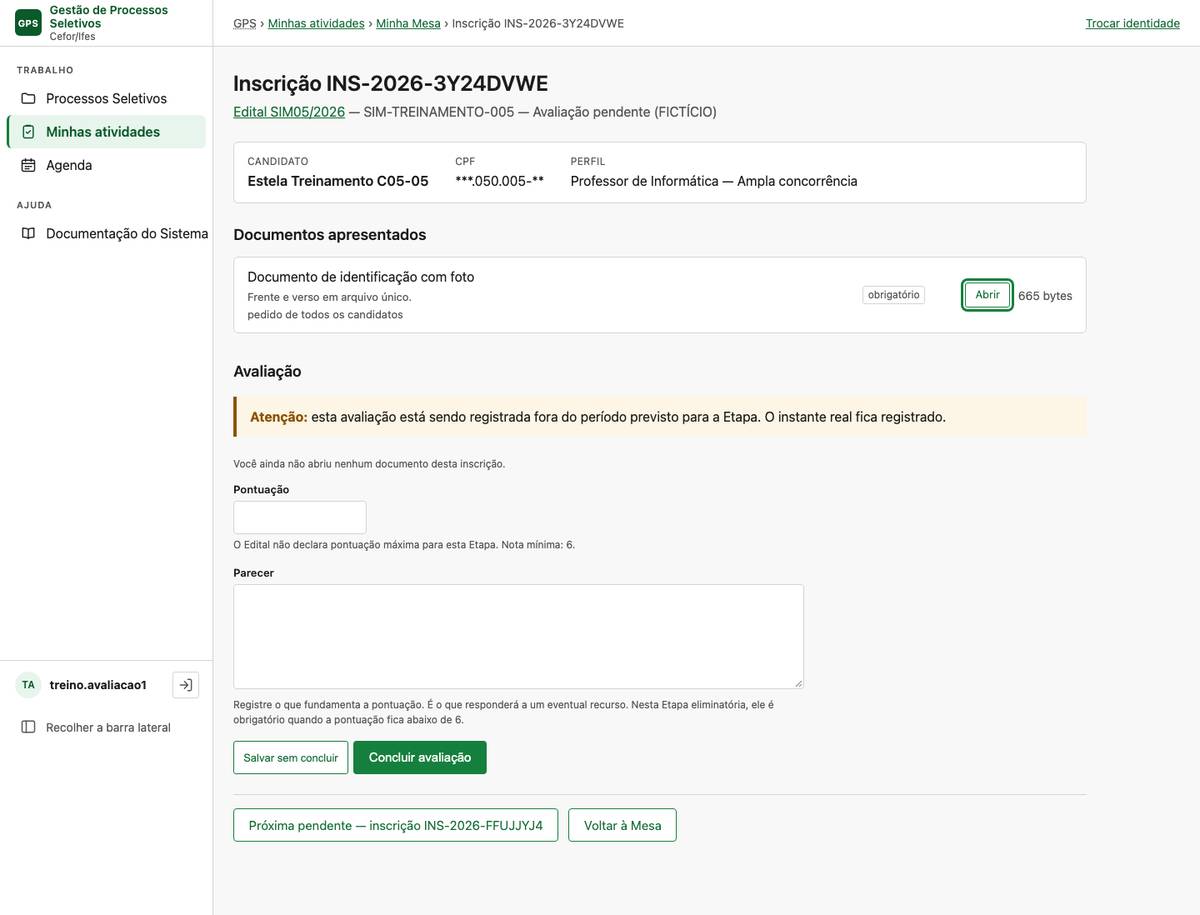 GPS
Gestão de Processos
Seletivos
Cefor/Ifes
GPS › Minhas atividades › Minha Mesa › Inscrição INS-2026-3Y24DVWE
Trocar identidade
TRABALHO
Processos Seletivos
Minhas atividades
Agenda
AJUDA
Documentação do Sistema
Inscrição INS-2026-3Y24DVWE
Edital SIM05/2026 — SIM-TREINAMENTO-005 — Avaliação pendente (FICTÍCIO)
CANDIDATO
Estela Treinamento C05-05
CPF
***.050.005-**
PERFIL
Professor de Informática — Ampla concorrência
Documentos apresentados
Documento de identificação com foto
Frente e verso em arquivo único.
pedido de todos os candidatos
obrigatório
Abrir
665 bytes
Avaliação
Atenção: esta avaliação está sendo registrada fora do período previsto para a Etapa. O instante real fica registrado.
Você ainda não abriu nenhum documento desta inscrição.
Pontuação
O Edital não declara pontuação máxima para esta Etapa. Nota mínima: 6.
Parecer
Registre o que fundamenta a pontuação. É o que responderá a um eventual recurso. Nesta Etapa eliminatória, ele é
obrigatório quando a pontuação fica abaixo de 6.
Salvar sem concluir
Concluir avaliação
Próxima pendente — inscrição INS-2026-FFUJJYJ4
Voltar à Mesa
TA
treino.avaliacao1
Recolher a barra lateral